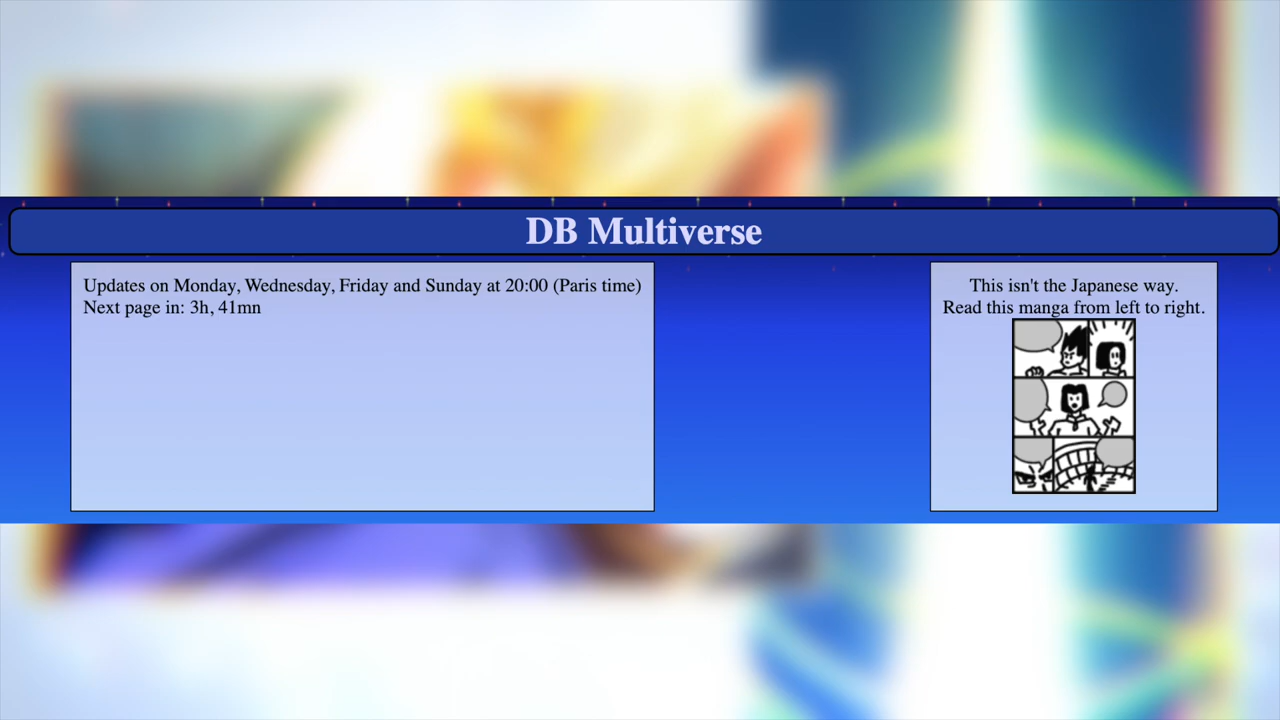 DB Multiverse
Updates on Monday, Wednesday, Friday and Sunday at 20:00 (Paris time)
Next page in: 3h, 41mn
This isn't the Japanese way.
Read this manga from left to right.